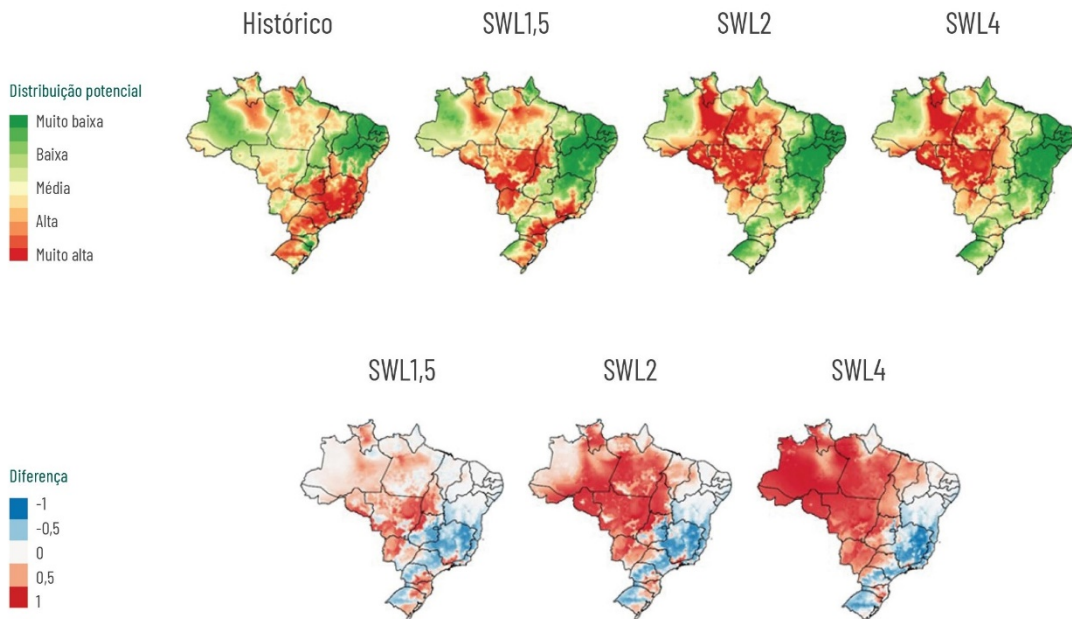 Histórico
SWL1,5
SWL2
SWL4
Distribuição potencial
Muito baixa
Baixa
Média
Alta
Muito alta
SWL1,5
SWL2
SWL4
Diferença
-1
-0,5
0
0,5
1